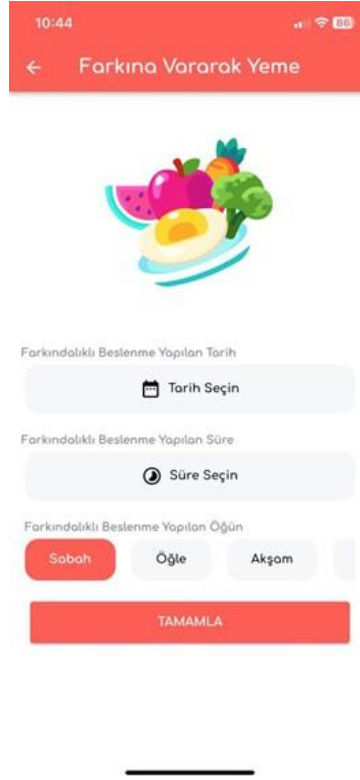 10:44
86
Farkına Vararak Yeme
Farkındalıklı Beslenme Yapılan Tarih
Tarih Seçin
Farkındalıklı Beslenme Yapılan Süre
Süre Seçin
Farkındalıklı Beslenme Yapılan Öğün
Sabah Öğle Akşam
TAMAMLA